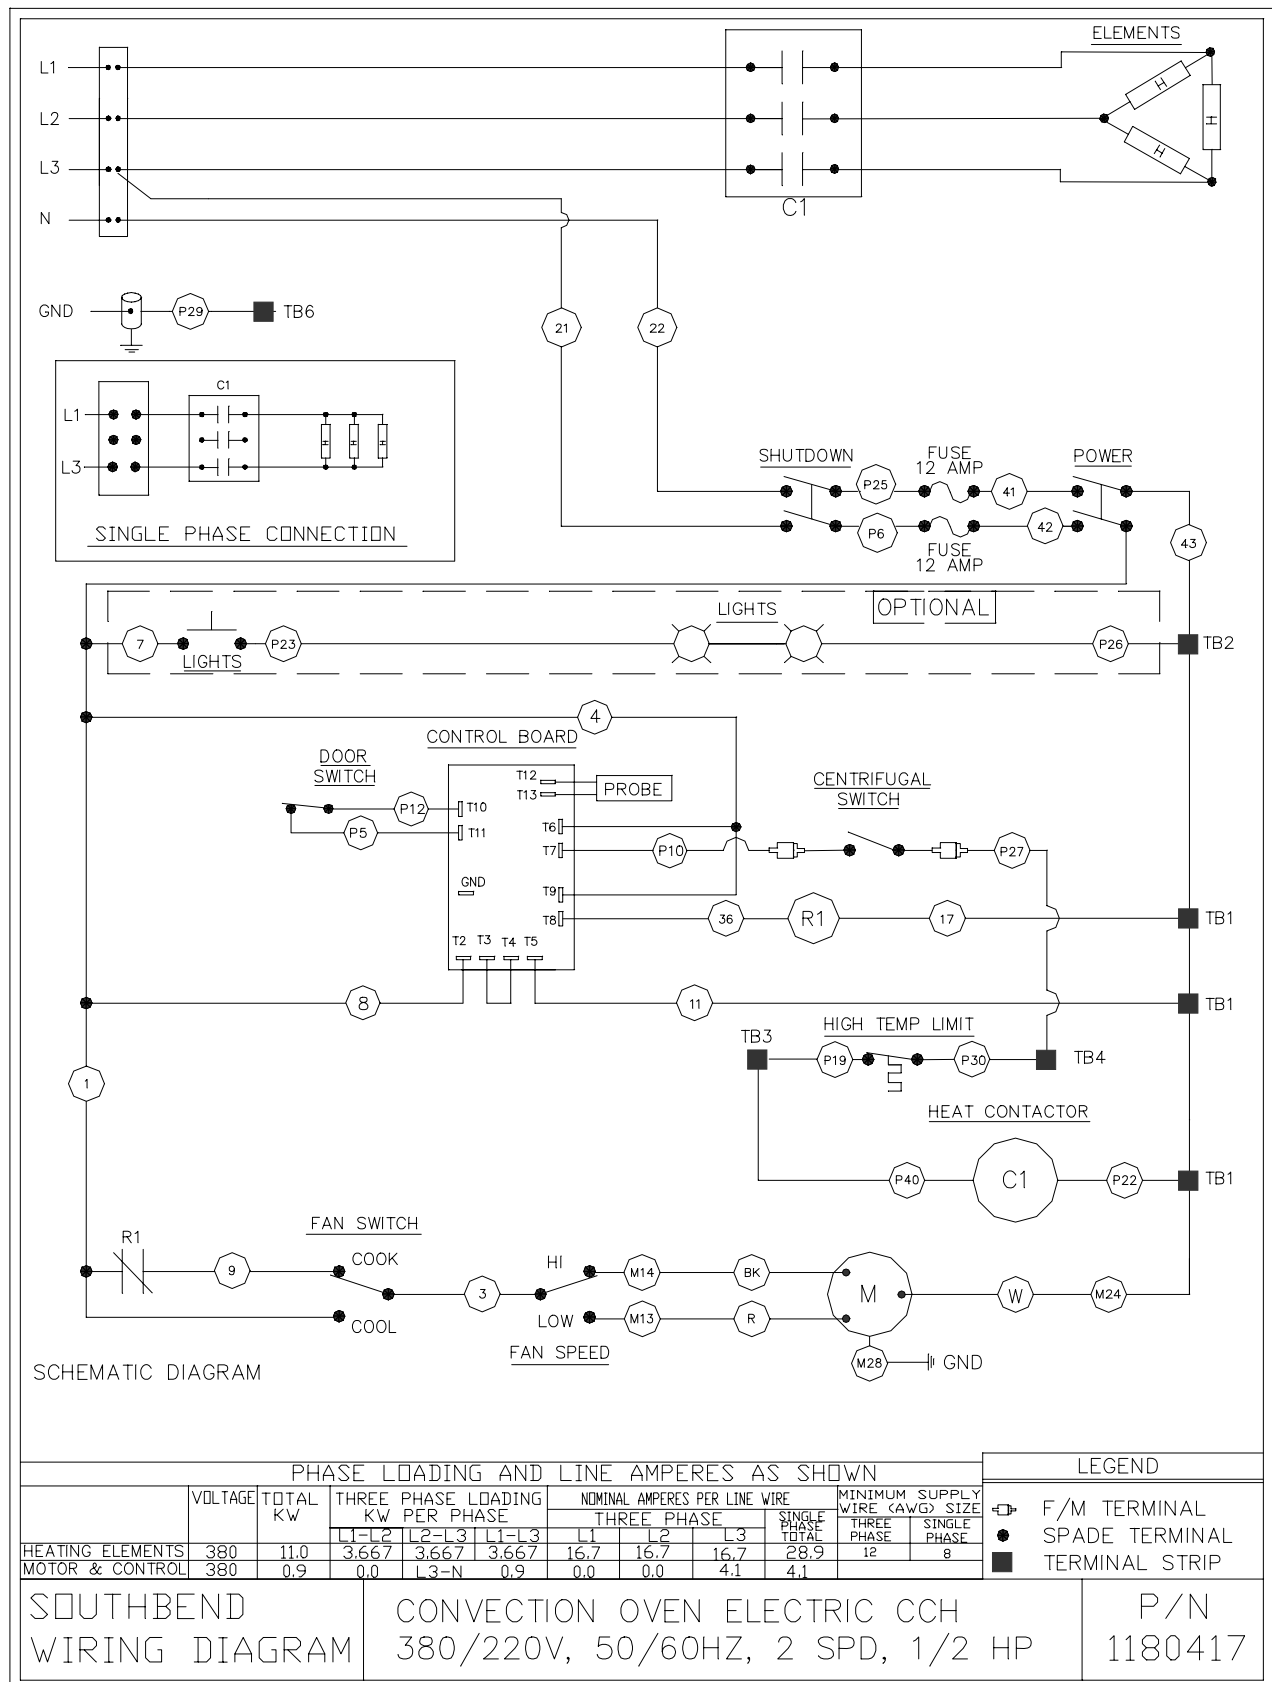 ELEMENTS
L1
H
H
L2
H
H
L3
C1
N
GND
P29
TB6
21
22
C1
L1
H
H
H
L3
SINGLE PHASE CONNECTION
SHUTDOWN
FUSE
12 AMP
POWER
P25
41
P6
42
43
FUSE
12 AMP
LIGHTS
OPTIONAL
7
P23
P26
TB2
LIGHTS
4
CONTROL BOARD
DOOR
SWITCH
T12
T13
PROBE
CENTRIFUGAL
SWITCH
P12
T10
P5
T11
T6
T7
P10
P27
GND
T9
T8
36
R1
17
TB1
T2
T3
T4
T5
8
11
TB1
HIGH TEMP LIMIT
TB3
P19
P30
TB4
1
HEAT CONTACTOR
P40
C1
P22
TB1
FAN SWITCH
R1
COOK
HI
9
M14
BK
M
3
W
M24
COOL
LOW
M13
R
FAN SPEED
M28
GND
SCHEMATIC DIAGRAM
PHASE LOADING AND LINE AMPERES AS SHOWN
VOLTAGE TOTAL KW THREE PHASE LOADING KW PER PHASE NOMINAL AMPERES PER LINE WIRE MINIMUM SUPPLY WIRE (AWG) SIZE
THREE PHASE SINGLE PHASE TOTAL THREE PHASE SINGLE PHASE
L1-L2 L2-L3 L1-L3 L1 L2 L3
HEATING ELEMENTS 380 11.0 3.667 3.667 3.667 16.7 16.7 16.7 28.9 12 8
MOTOR & CONTROL 380 0.9 0.0 L3-N 0.9 0.0 0.0 4.1 4.1
LEGEND
F/M TERMINAL
SPADE TERMINAL
TERMINAL STRIP
SOUTHBEND
WIRING DIAGRAM
CONVECTION OVEN ELECTRIC CCH
380/220V, 50/60HZ, 2 SPD, 1/2 HP
P/N
1180417